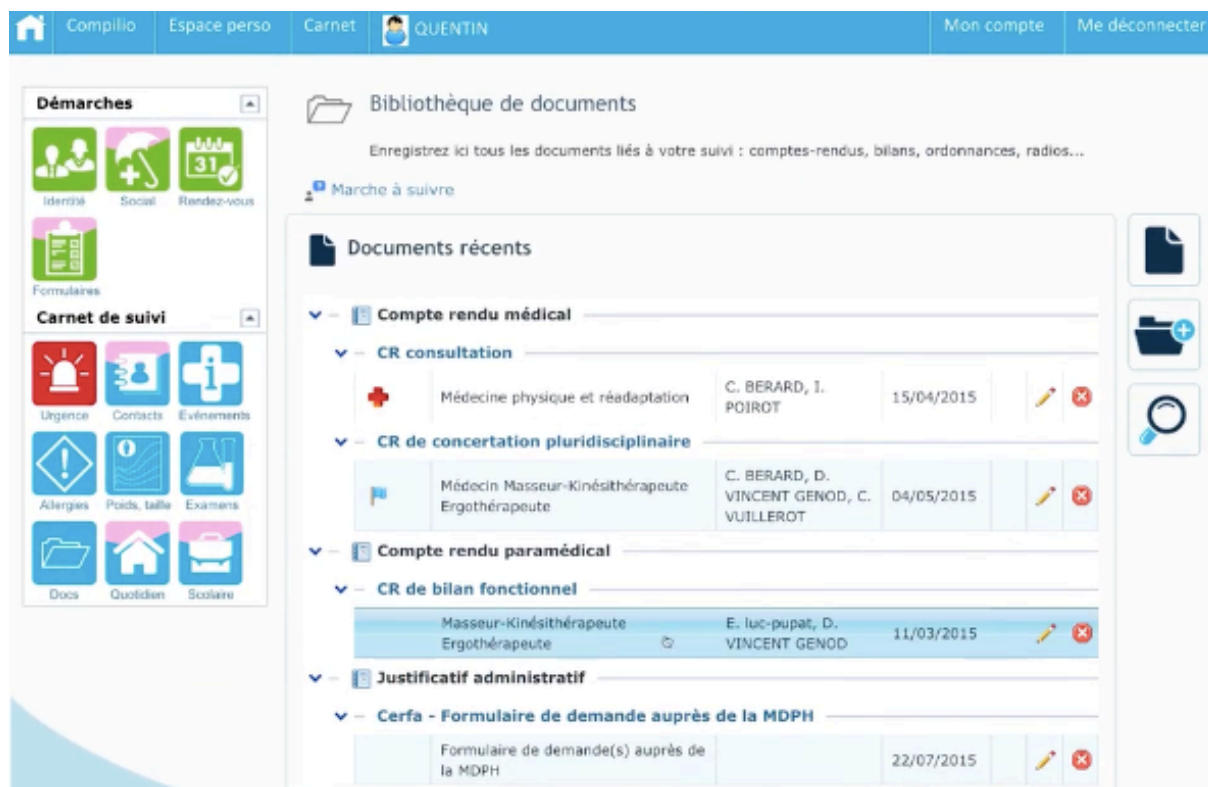 Compilio Espace perso Carnet QUENTIN Mon compte Me déconnecter
Démarches
Identité Social Rendez-vous
31
Formulaires
Carnet de suivi
Urgence Contacts Evénements
Allergies Poids, taille Examens
Docs Quotidien Scolaire
Bibliothèque de documents
Enregistrez ici tous les documents liés à votre suivi : comptes-rendus, bilans, ordonnances, radios...
Marche à suivre
Documents récents
Compte rendu médical
CR consultation
Médecine physique et réadaptation
C. BERARD, I.
POIROT
15/04/2015
CR de concertation pluridisciplinaire
Médecin Masseur-Kinésithérapeute
Ergothérapeute
C. BERARD, D.
VINCENT GENOD, C.
VUILLEROT
04/05/2015
Compte rendu paramédical
CR de bilan fonctionnel
Masseur-Kinésithérapeute
Ergothérapeute
E. luc-pupat, D.
VINCENT GENOD
11/03/2015
Justificatif administratif
Cerfa - Formulaire de demande auprès de la MDPH
Formulaire de demande(s) auprès de
la MDPH
22/07/2015